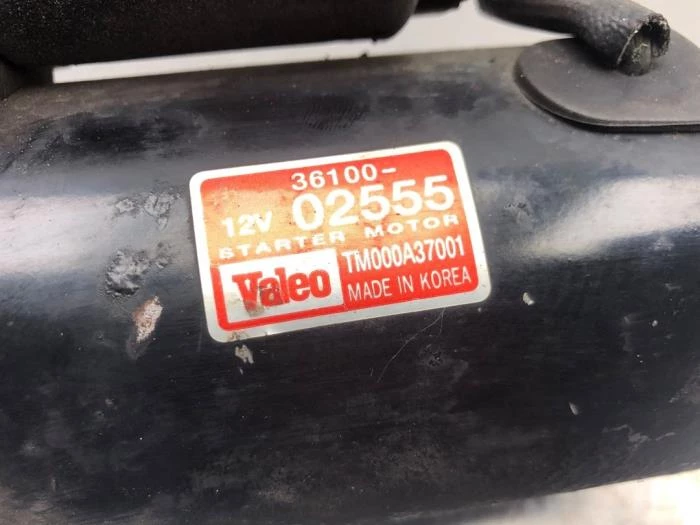 36100-
12V 02555
STARTER MOTOR
Valeo TM000A37001
MADE IN KOREA